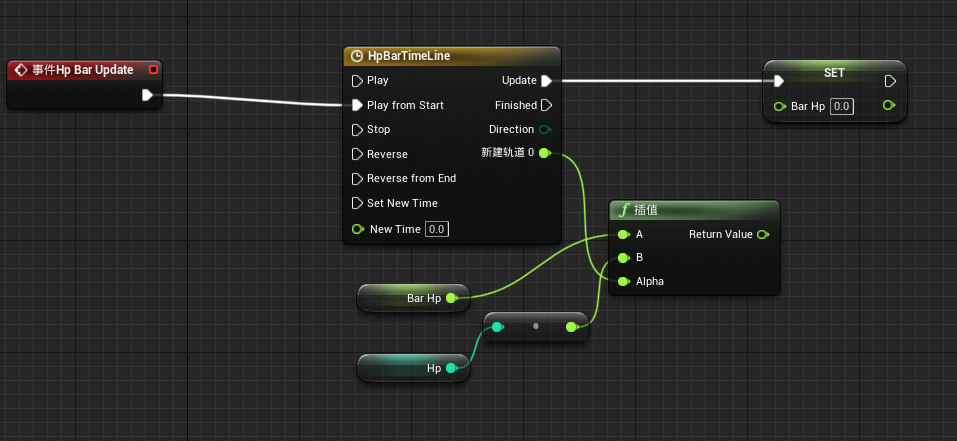 事件Hp Bar Update
HpBarTimeLine
Play
Update
Play from Start
Finished
Stop
Direction
Reverse
新建轨道 0
Reverse from End
Set New Time
New Time 0.0
SET
Bar Hp 0.0
f 插值
A
Return Value
B
Alpha
Bar Hp
Hp